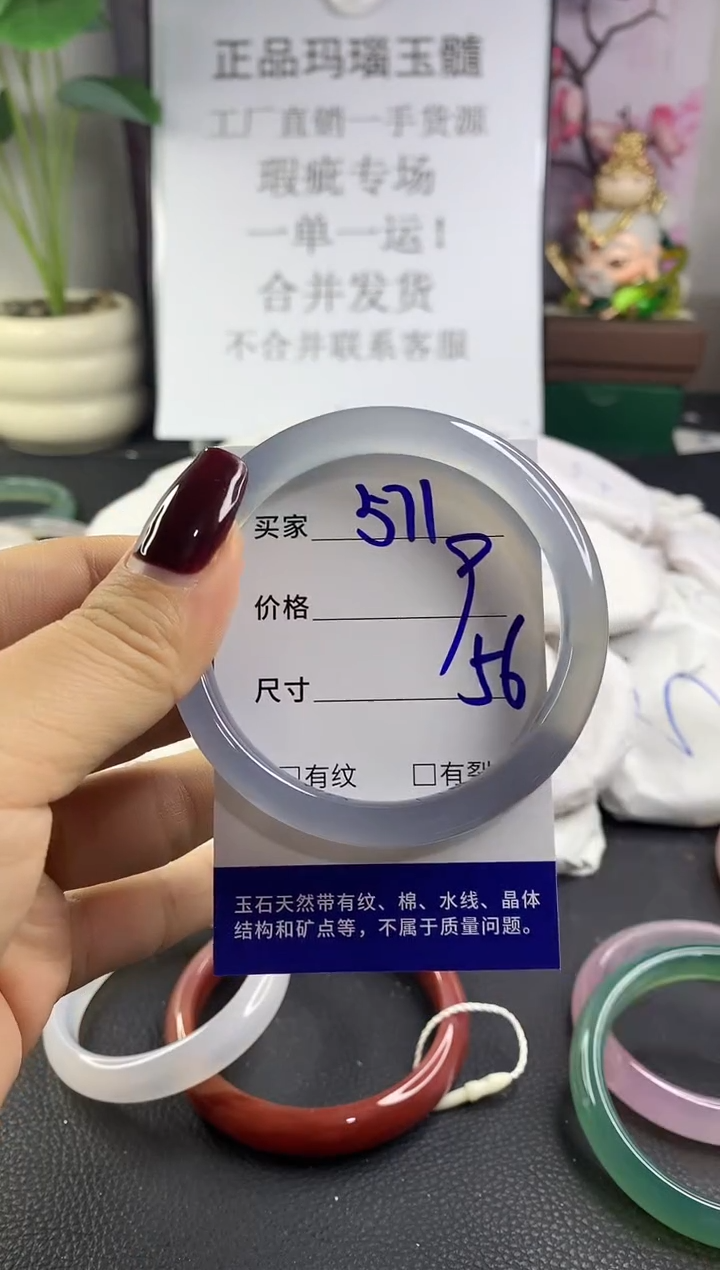 正品玛瑙玉髓
工厂直销一手货源
瑕疵专场
一单一运！
合并发货
不合并联系客服
买家 571
价格
尺寸 56
□有纹 □有裂
玉石天然带有纹、棉、水线、晶体
结构和矿点等，不属于质量问题。